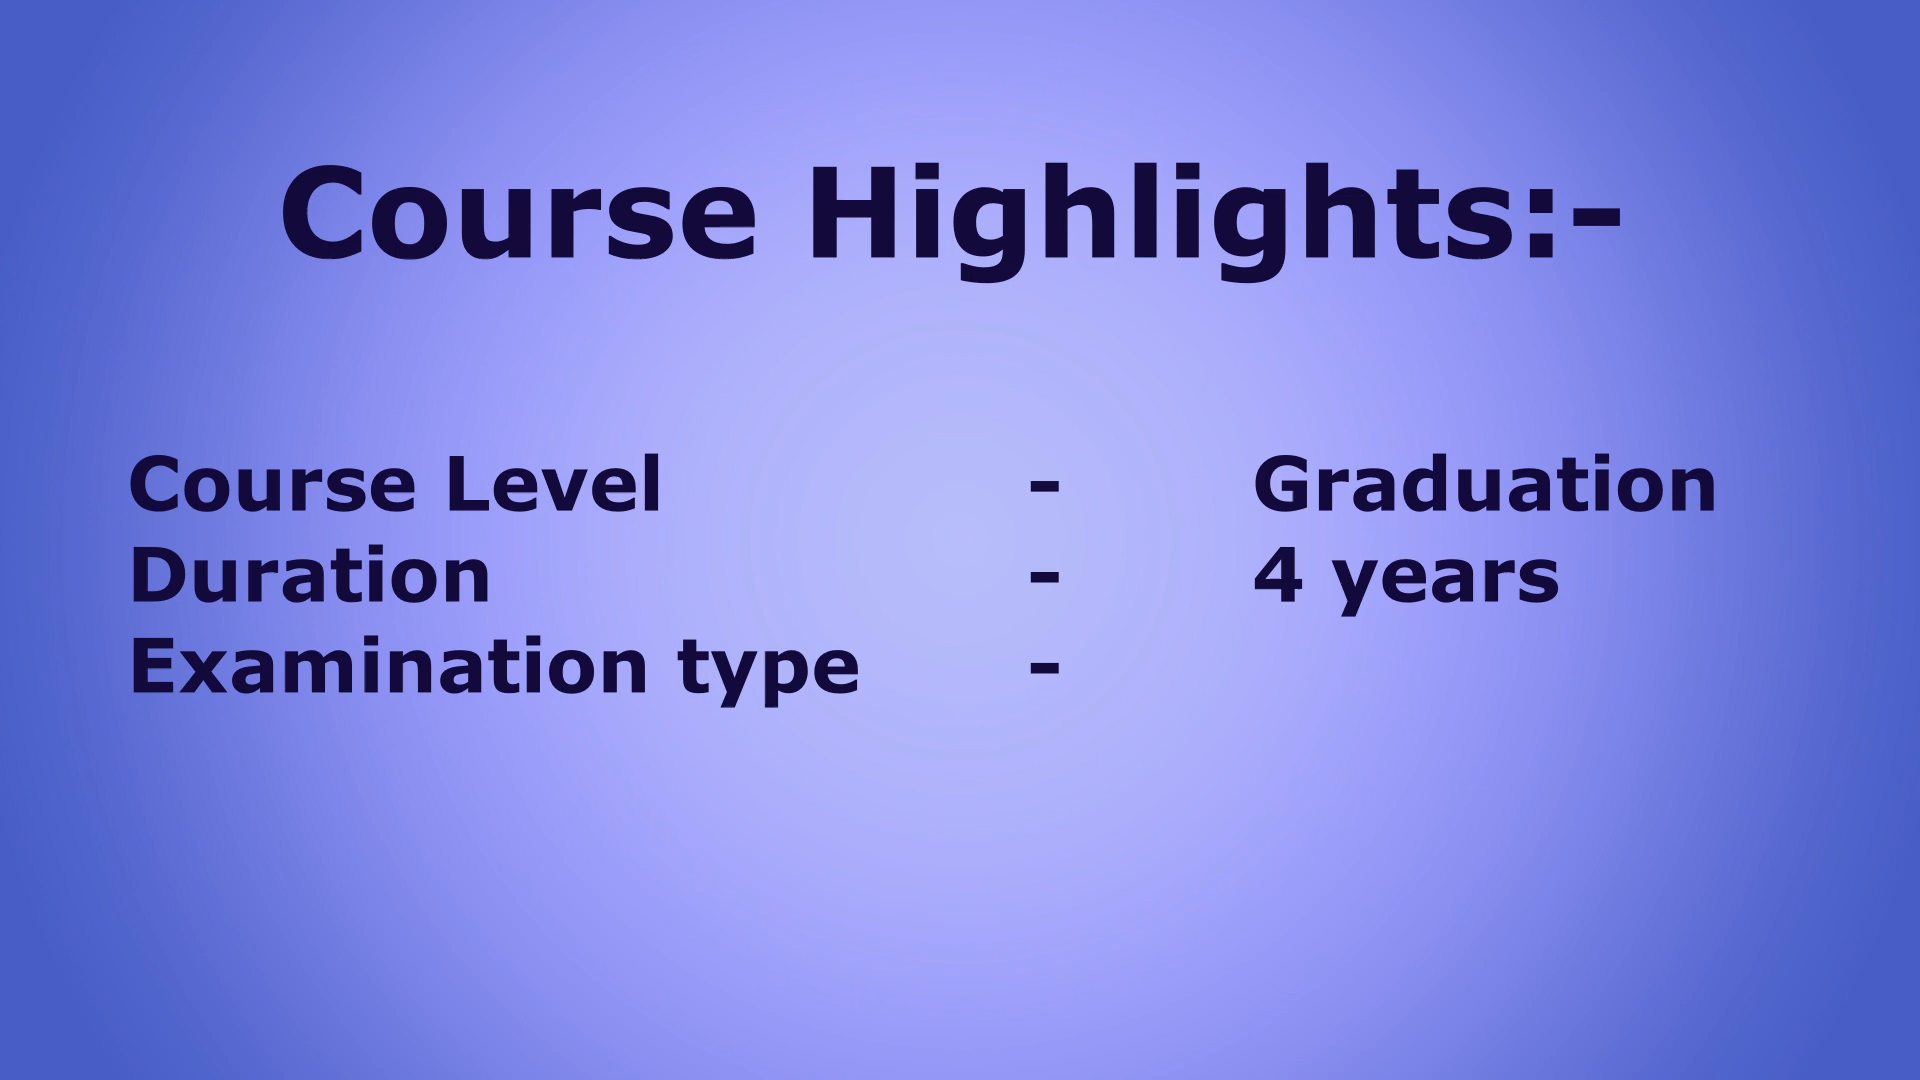 Course Highlights:-
Course Level - Graduation
Duration - 4 years
Examination type -